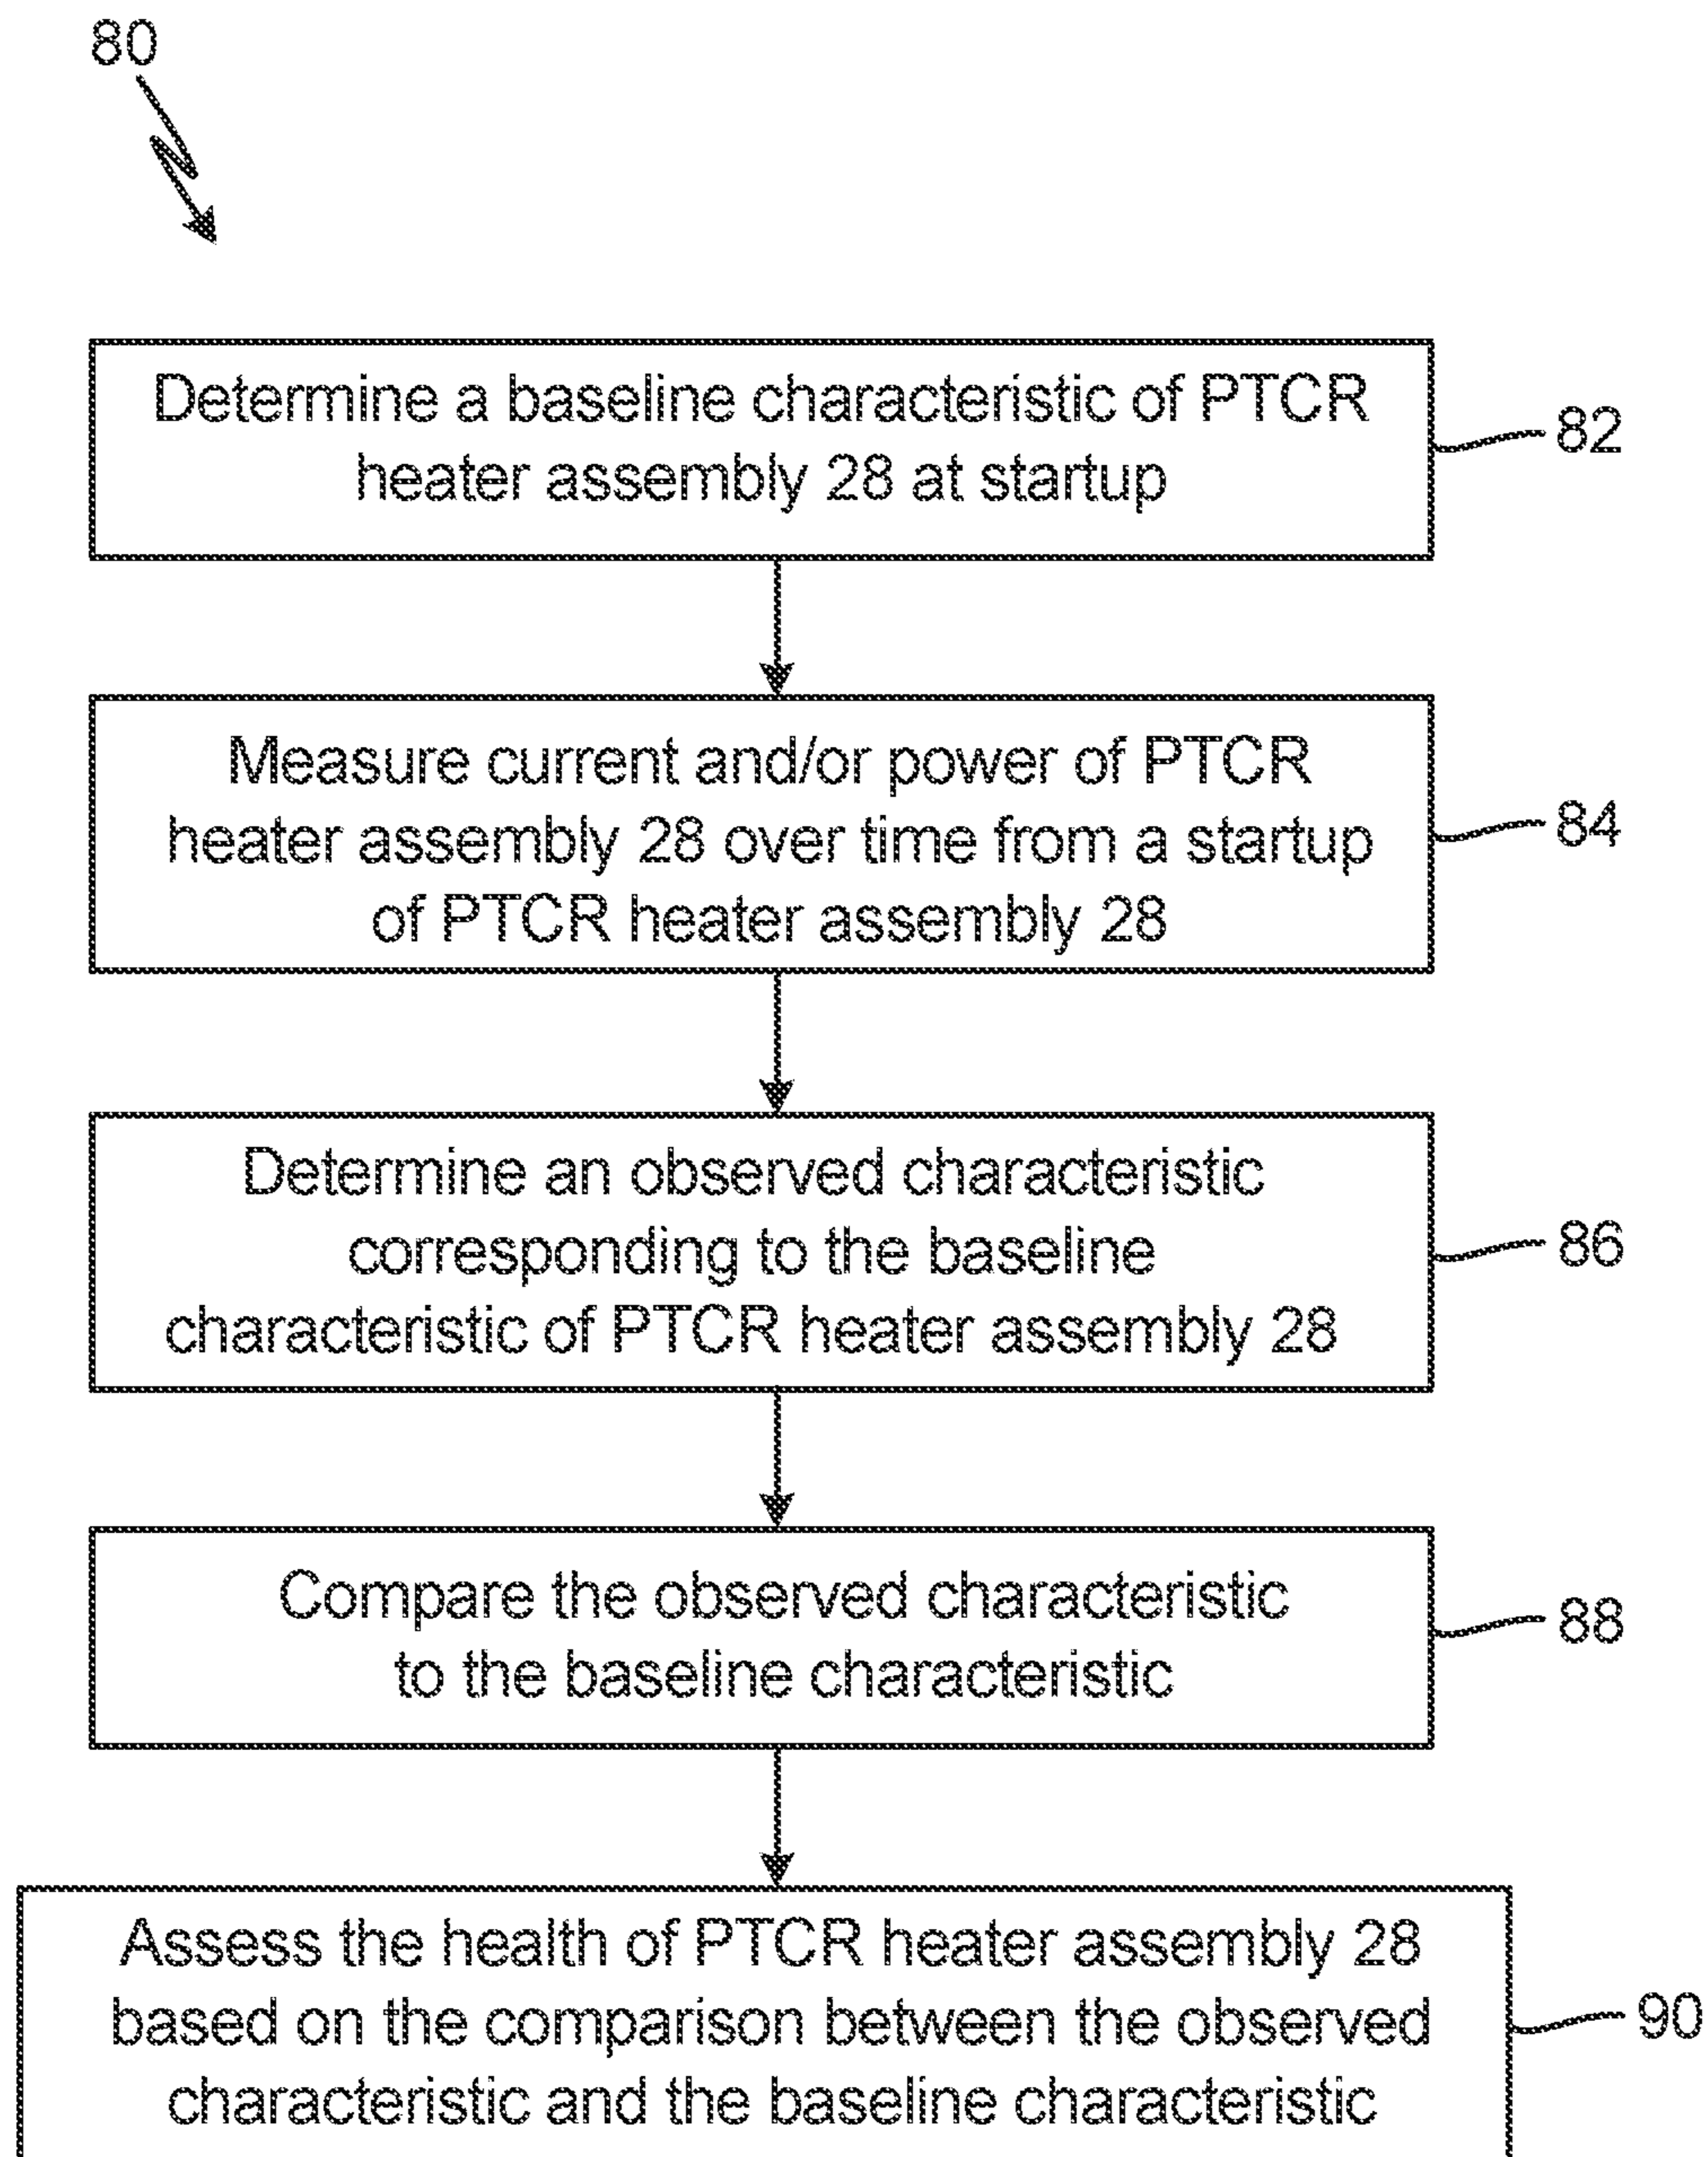 80
Determine a baseline characteristic of PTCR
heater assembly 28 at startup
82
Measure current and/or power of PTCR
heater assembly 28 over time from a startup
of PTCR heater assembly 28
84
Determine an observed characteristic
corresponding to the baseline
characteristic of PTCR heater assembly 28
86
Compare the observed characteristic
to the baseline characteristic
88
Assess the health of PTCR heater assembly 28
based on the comparison between the observed
characteristic and the baseline characteristic
90